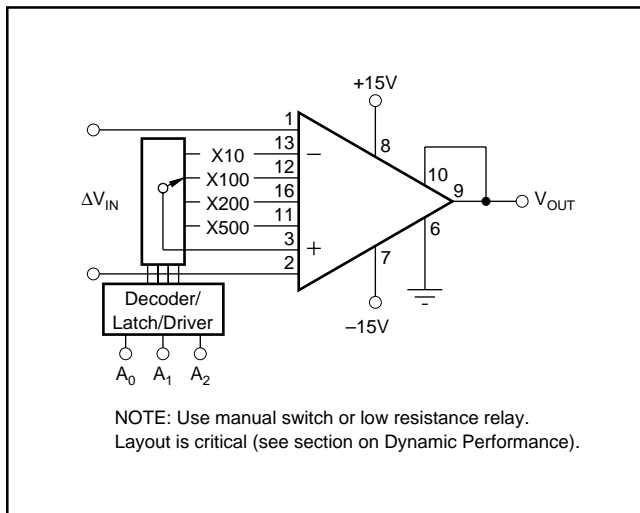 +15V
1
8
13
X10
–
10
12
X100
9
ΔV_IN
16
X200
V_OUT
11
X500
6
3
+
7
2
Decoder/
Latch/Driver
–15V
A_0 A_1 A_2
NOTE: Use manual switch or low resistance relay.
Layout is critical (see section on Dynamic Performance).